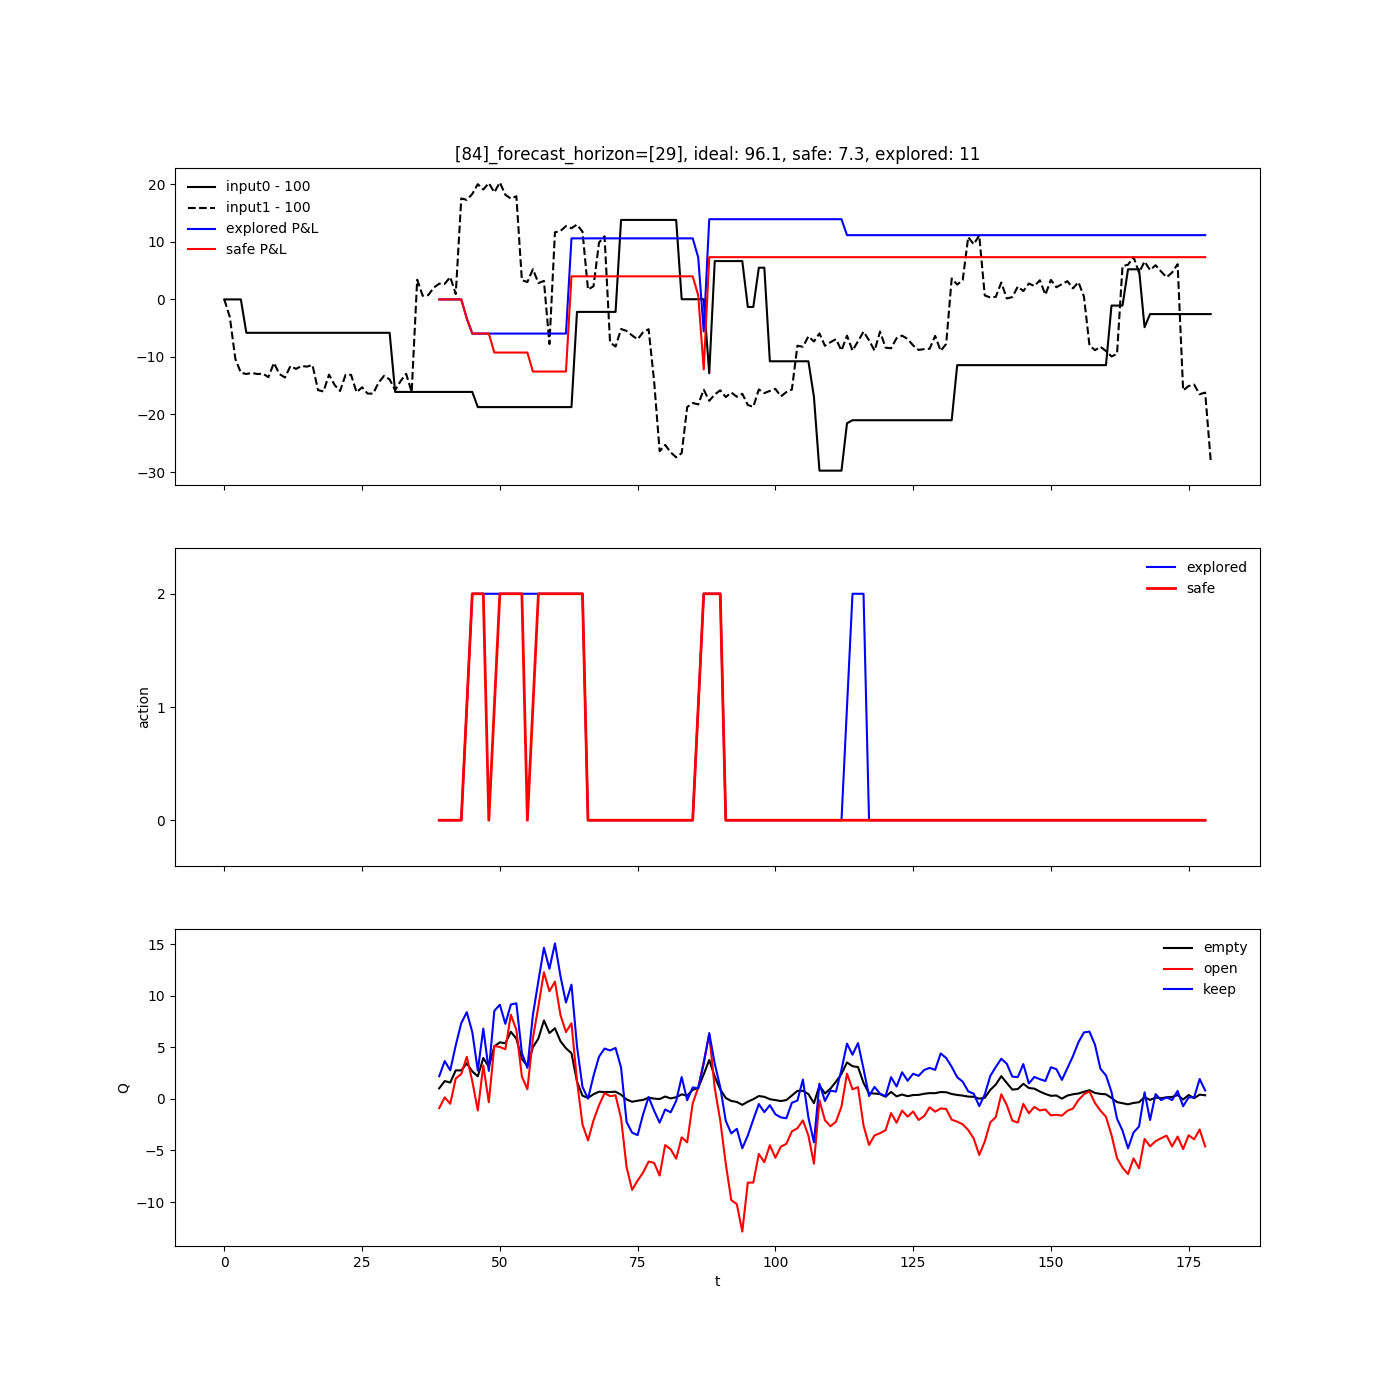 [84]_forecast_horizon=[29], ideal: 96.1, safe: 7.3, explored: 11
20
10
0
−10
−20
−30
input0 - 100
input1 - 100
explored P&L
safe P&L
action
2
1
0
explored
safe
Q
15
10
5
0
−5
−10
empty
open
keep
0 25 50 75 100 125 150 175
t